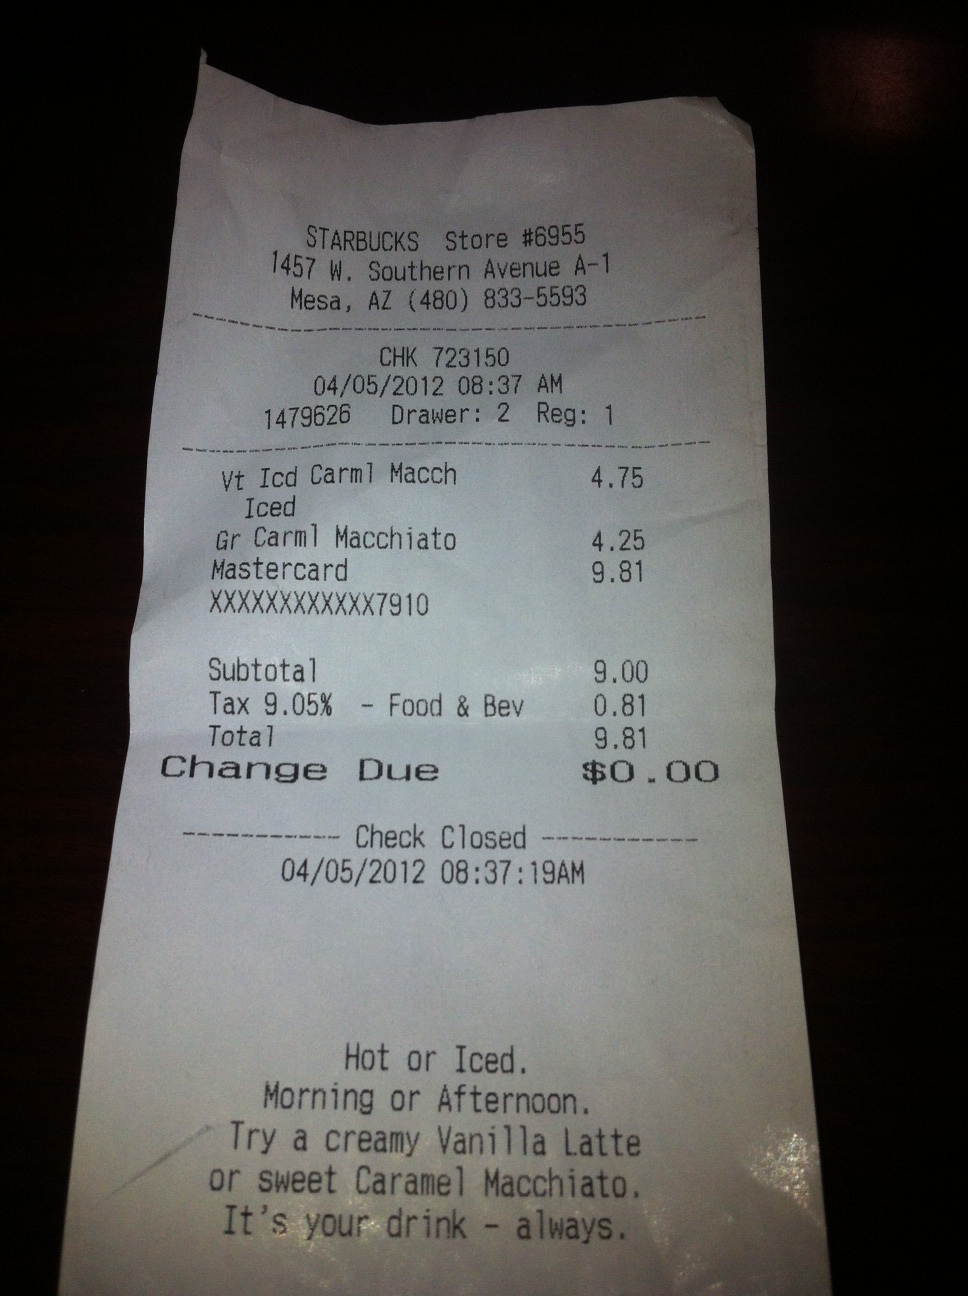 STARBUCKS Store #6955
1457 W. Southern Avenue A-1
Mesa, AZ (480) 833-5593
CHK 723150
04/05/2012 08:37 AM
1479626 Drawer: 2 Reg: 1
Vt Icd Carml Macch 4.75
Iced
Gr Carml Macchiato 4.25
Mastercard 9.81
XXXXXXXXXXXX7910
Subtotal 9.00
Tax 9.05% - Food & Bev 0.81
Total 9.81
Change Due $0.00
----------- Check Closed -----------
04/05/2012 08:37:19AM
Hot or Iced.
Morning or Afternoon.
Try a creamy Vanilla Latte
or sweet Caramel Macchiato.
It's your drink - always.